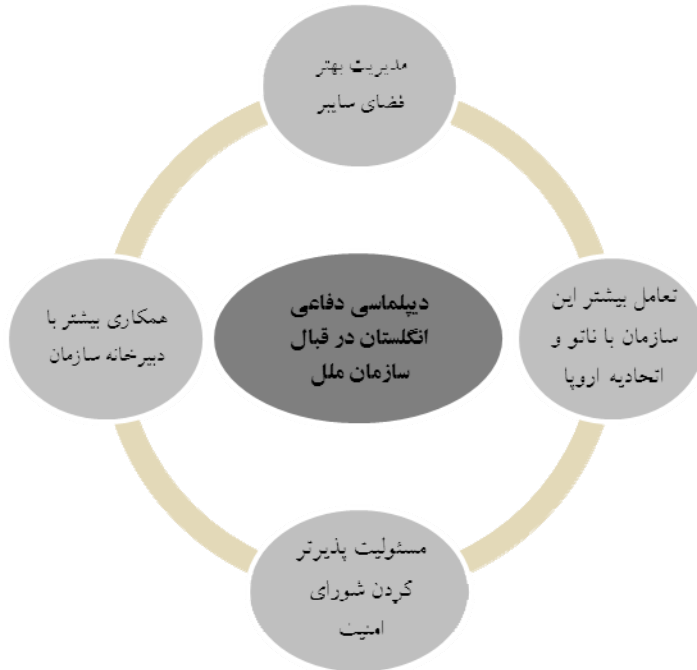 مدیریت بهتر
فضای سایبر
تعامل بیشتر این
سازمان با ناتو و
اتحادیه اروپا
دیپلماسی دفاعی
انگلستان در قبال
سازمان ملل
همکاری بیشتر با
دبیرخانه سازمان
مسئولیت پذیرتر
کردن شورای
امنیت